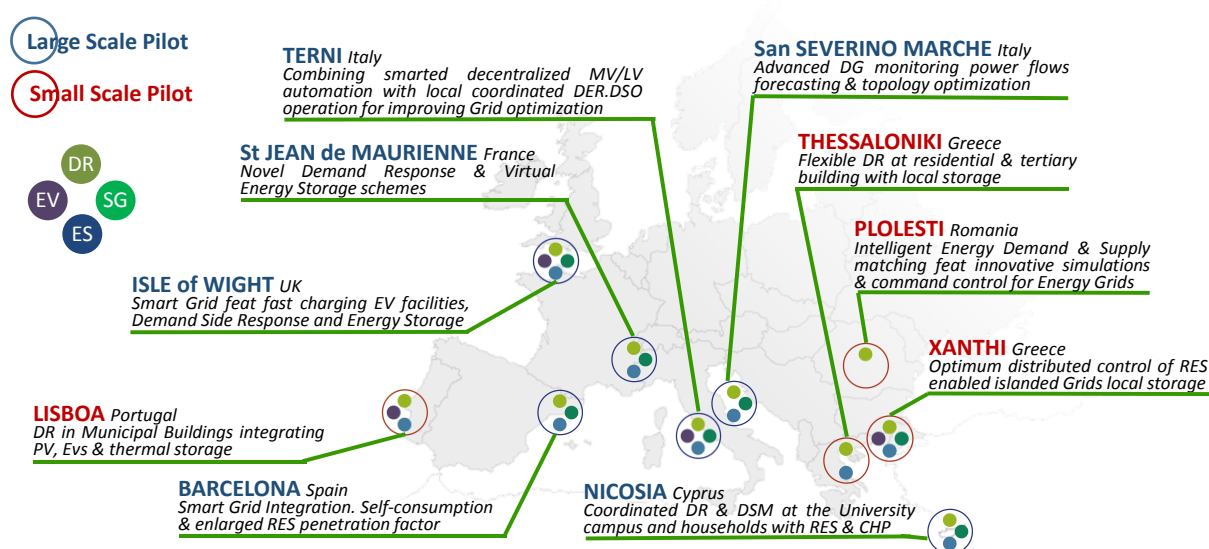 Large Scale Pilot
Small Scale Pilot
DR
EV
SG
ES
TERNI Italy
Combining smarted decentralized MV/LV
automation with local coordinated DER.DSO
operation for improving Grid optimization
San SEVERINO MARCHE Italy
Advanced DG monitoring power flows
forecasting & topology optimization
St JEAN de MAURIENNE France
Novel Demand Response & Virtual
Energy Storage schemes
THESSALONIKI Greece
Flexible DR at residential & tertiary
building with local storage
PLOLESTI Romania
Intelligent Energy Demand & Supply
matching feat innovative simulations
& command control for Energy Grids
ISLE of WIGHT UK
Smart Grid feat fast charging EV facilities,
Demand Side Response and Energy Storage
XANTHI Greece
Optimum distributed control of RES
enabled islanded Grids local storage
LISBOA Portugal
DR in Municipal Buildings integrating
PV, Evs & thermal storage
BARCELONA Spain
Smart Grid Integration. Self-consumption
& enlarged RES penetration factor
NICOSIA Cyprus
Coordinated DR & DSM at the University
campus and households with RES & CHP